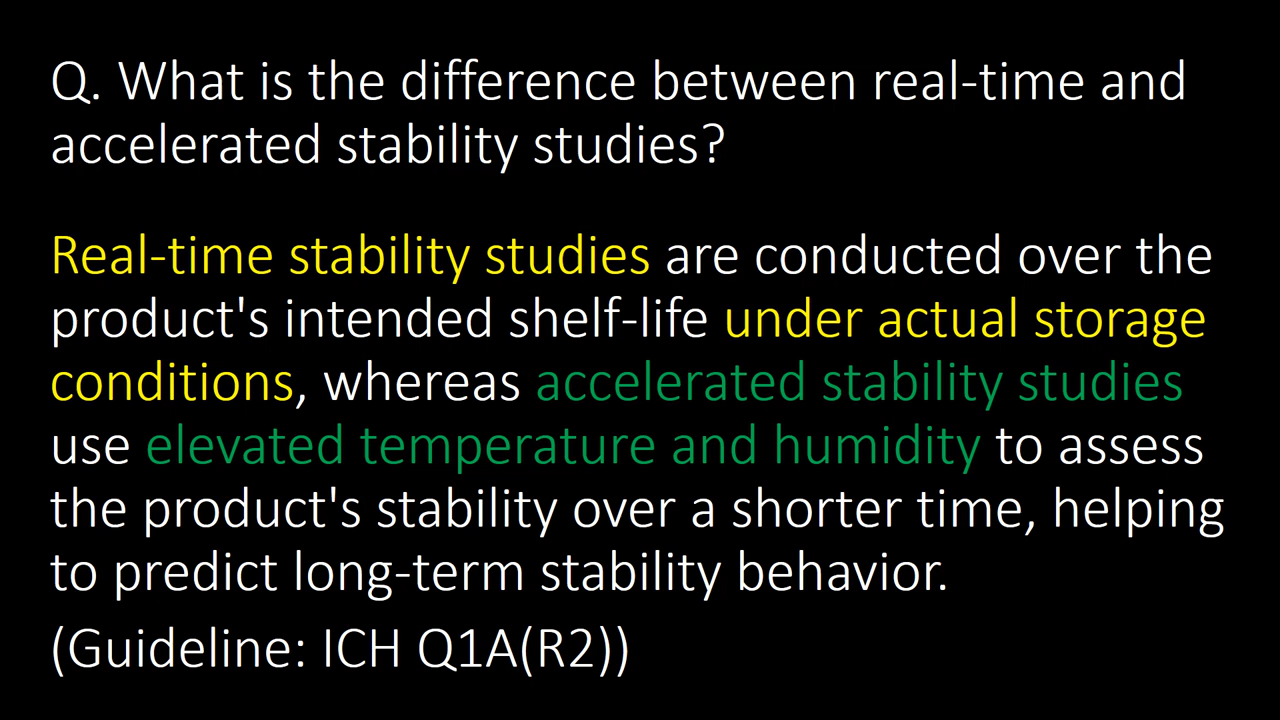 Q. What is the difference between real-time and
accelerated stability studies?
Real-time stability studies are conducted over the
product's intended shelf-life under actual storage
conditions, whereas accelerated stability studies
use elevated temperature and humidity to assess
the product's stability over a shorter time, helping
to predict long-term stability behavior.
(Guideline: ICH Q1A(R2))